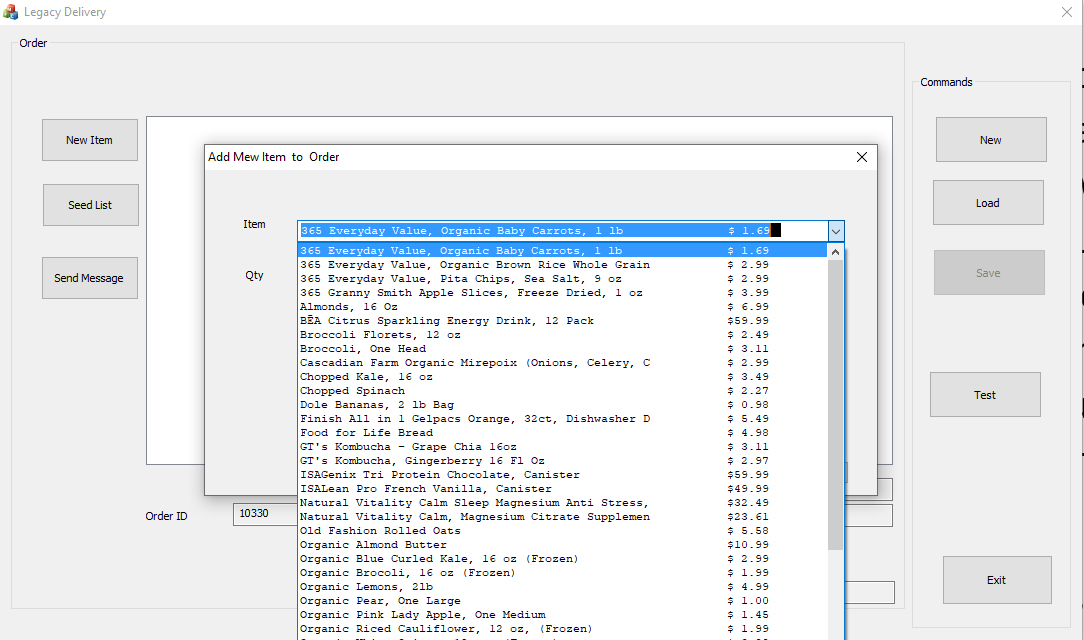 Legacy Delivery
Order
Commands
New Item
New
Add Mew Item to Order
Seed List
Load
Item
365 Everyday Value, Organic Baby Carrots, 1 lb $ 1.69
365 Everyday Value, Organic Baby Carrots, 1 lb $ 1.69
365 Everyday Value, Organic Brown Rice Whole Grain $ 2.99
Qty
365 Everyday Value, Pita Chips, Sea Salt, 9 oz $ 2.99
Send Message
Save
365 Granny Smith Apple Slices, Freeze Dried, 1 oz $ 3.99
Almonds, 16 Oz $ 6.99
BĒA Citrus Sparkling Energy Drink, 12 Pack $59.99
Broccoli Florets, 12 oz $ 2.49
Broccoli, One Head $ 3.11
Cascadian Farm Organic Mirepoix (Onions, Celery, C $ 2.99
Chopped Kale, 16 oz $ 3.49
Chopped Spinach $ 2.27
Test
Dole Bananas, 2 lb Bag $ 0.98
Finish All in 1 Gelpacs Orange, 32ct, Dishwasher D $ 5.49
Food for Life Bread $ 4.98
GT's Kombucha - Grape Chia 16oz $ 3.11
GT's Kombucha, Gingerberry 16 Fl Oz $ 2.97
ISAGenix Tri Protein Chocolate, Canister $59.99
ISALean Pro French Vanilla, Canister $49.99
Natural Vitality Calm Sleep Magnesium Anti Stress, $32.49
Order ID 10330
Natural Vitality Calm, Magnesium Citrate Supplemen $23.61
Old Fashion Rolled Oats $ 5.58
Organic Almond Butter $10.99
Organic Blue Curled Kale, 16 oz (Frozen) $ 2.99
Organic Brocoli, 16 oz (Frozen) $ 1.99
Exit
Organic Lemons, 2lb $ 4.99
Organic Pear, One Large $ 1.00
Organic Pink Lady Apple, One Medium $ 1.45
Organic Riced Cauliflower, 12 oz, (Frozen) $ 1.99